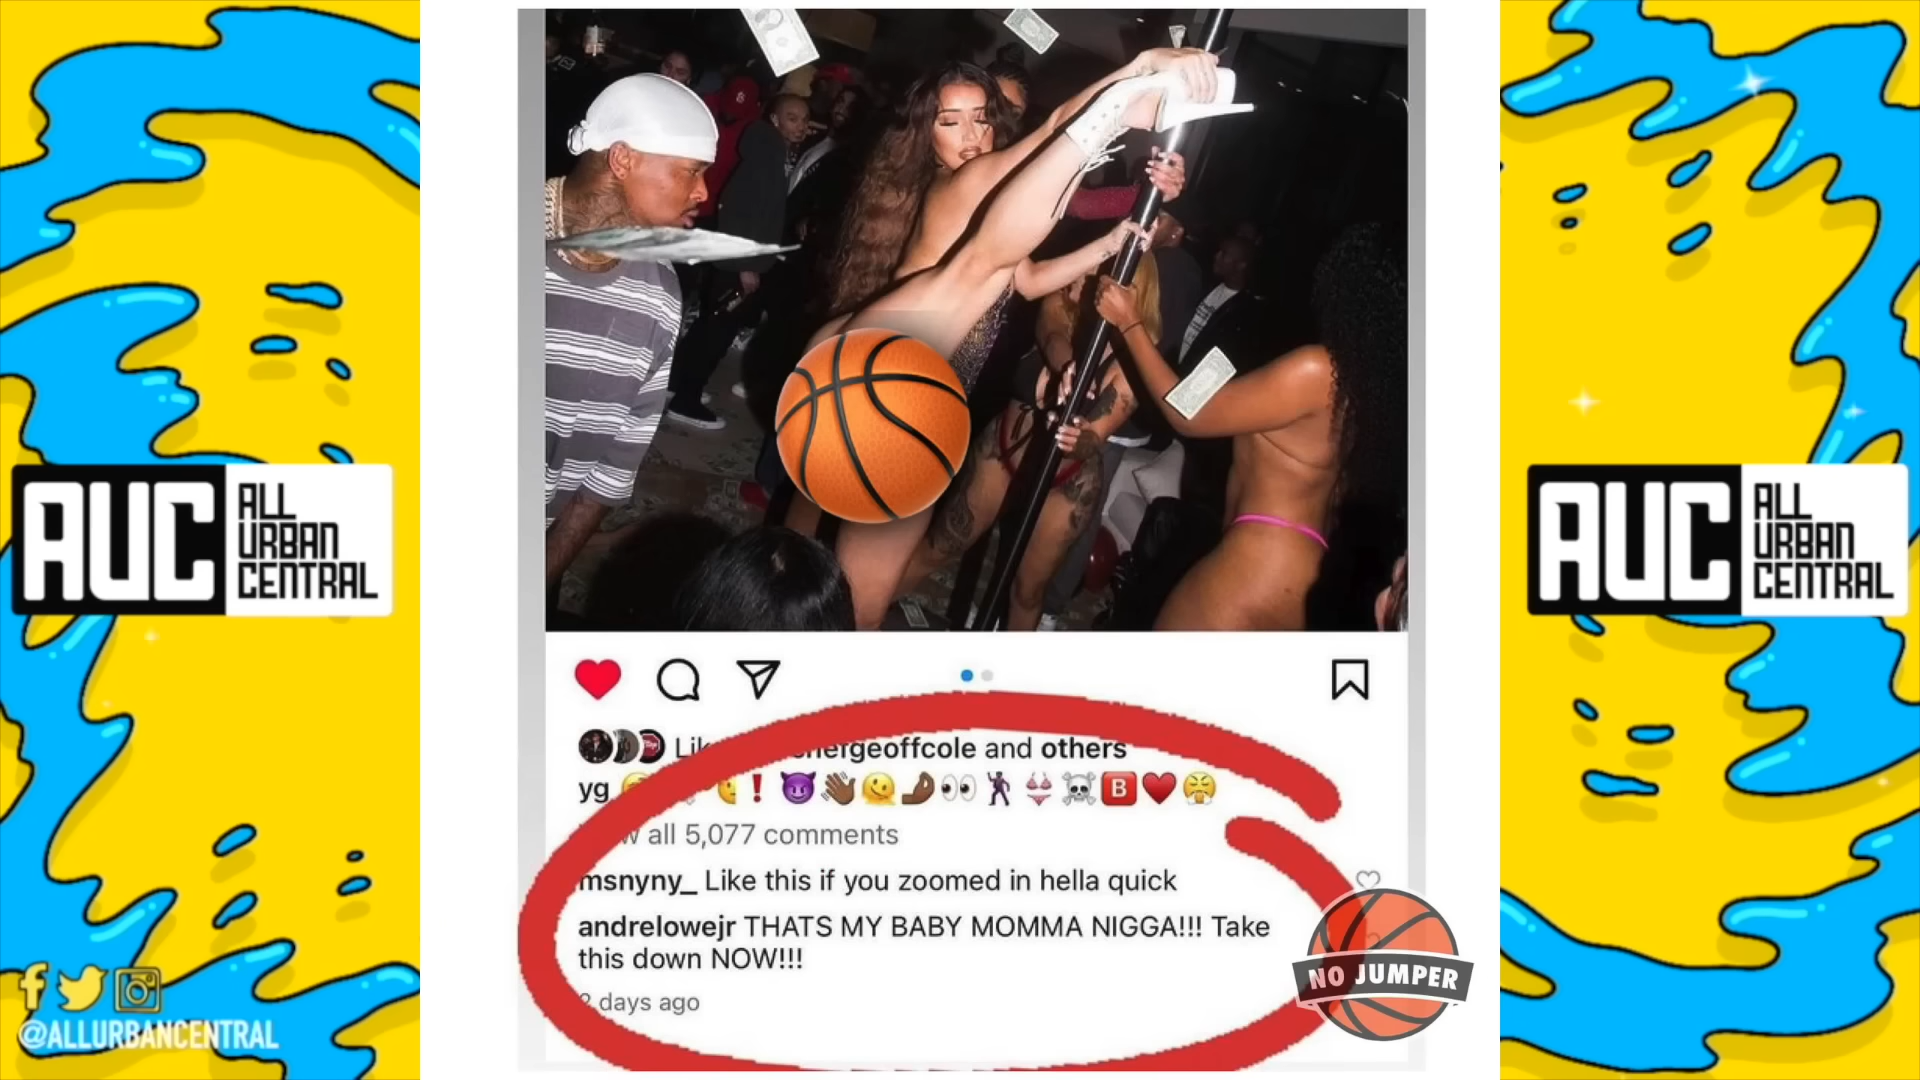 AUC ALL
URBAN
CENTRAL
and others
yg
all 5,077 comments
msnyny_ Like this if you zoomed in hella quick
andrelowejr THATS MY BABY MOMMA NIGGA!!! Take
this down NOW!!!
days ago
NO JUMPER
AUC ALL
URBAN
CENTRAL
@ALLURBANCENTRAL